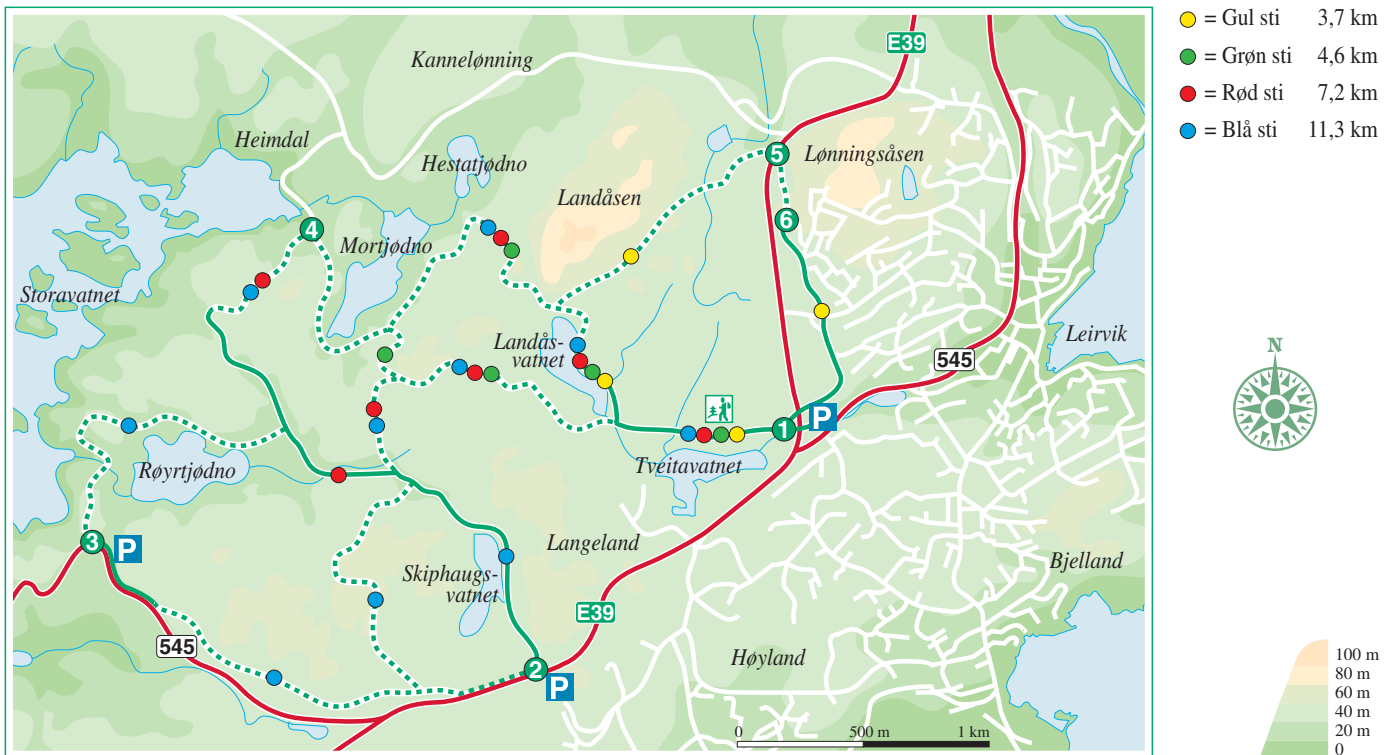 = Gul sti 3,7 km
= Grøn sti 4,6 km
= Rød sti 7,2 km
= Blå sti 11,3 km
E39
Kannelønning
Heimdal
Hestatjødno
Lønningsåsen
5
Landåsen
6
4
Mortjødno
Storavatnet
Landås-
vatnet
Leirvik
545
N
1
P
Tveitavatnet
Røyrtjødno
3
P
Langeland
Bjelland
Skiphaugs-
vatnet
E39
545
2
P
Høyland
0 500 m 1 km
100 m
80 m
60 m
40 m
20 m
0